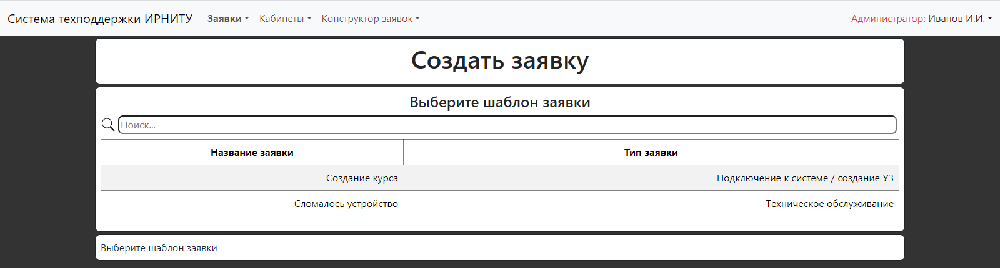 Система техподдержки ИРНИТУ Заявки Кабинеты Конструктор заявок Администратор: Иванов И.И.
Создать заявку
Выберите шаблон заявки
Поиск...
Название заявки Тип заявки
Создание курса Подключение к системе / создание УЗ
Сломалось устройство Техническое обслуживание
Выберите шаблон заявки